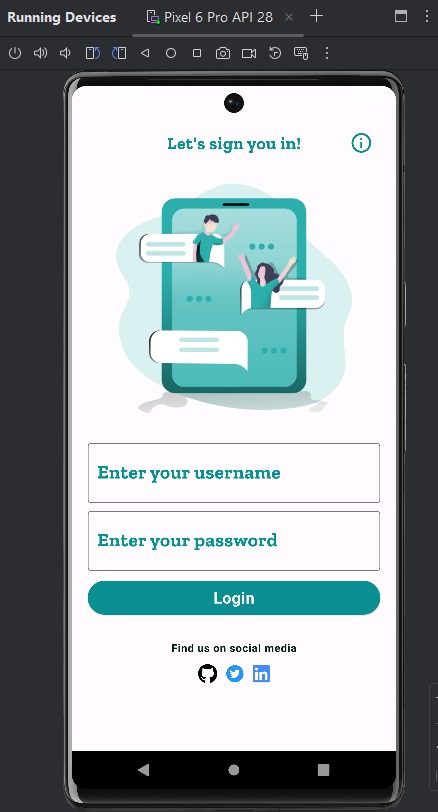 Running Devices
Pixel 6 Pro API 28
Let's sign you in!
Enter your username
Enter your password
Login
Find us on social media
in